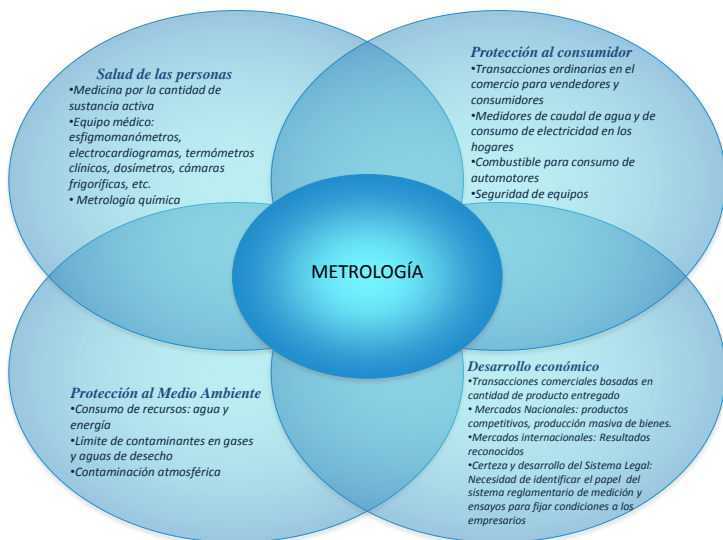 Salud de las personas
•Medicina por la cantidad de
sustancia activa
•Equipo médico:
esfigmomanómetros,
electrocardiogramas, termómetros
clínicos, dosímetros, cámaras
frigoríficas, etc.
• Metrología química
Protección al consumidor
•Transacciones ordinarias en el
comercio para vendedores y
consumidores
•Medidores de caudal de agua y de
consumo de electricidad en los
hogares
•Combustible para consumo de
automotores
•Seguridad de equipos
METROLOGÍA
Protección al Medio Ambiente
•Consumo de recursos: agua y
energía
•Límite de contaminantes en gases
y aguas de desecho
•Contaminación atmosférica
Desarrollo económico
•Transacciones comerciales basadas en
cantidad de producto entregado
• Mercados Nacionales: productos
competitivos, producción masiva de bienes.
•Mercados internacionales: Resultados
reconocidos
•Certeza y desarrollo del Sistema Legal:
Necesidad de identificar el papel del
sistema reglamentario de medición y
ensayos para fijar condiciones a los
empresarios